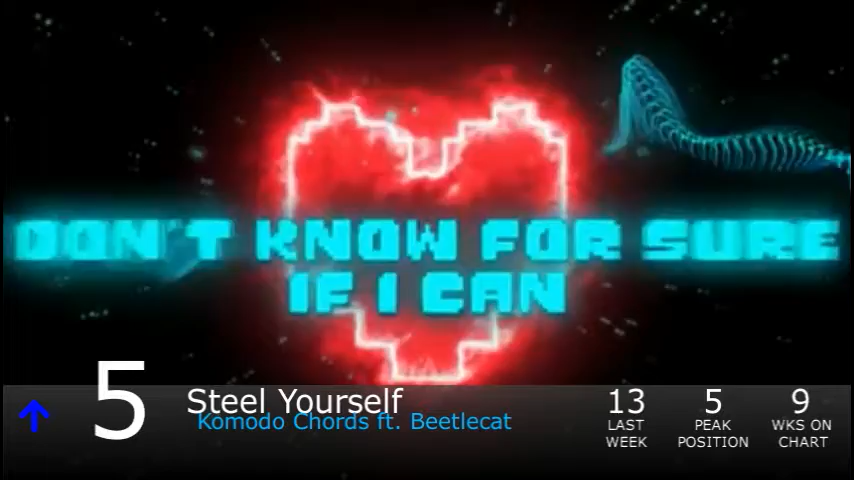 DON'T KNOW FOR SURE
IF I CAN
5
Steel Yourself
Komodo Chords ft. Beetlecat
13
LAST
WEEK
5
PEAK
POSITION
9
WKS ON
CHART